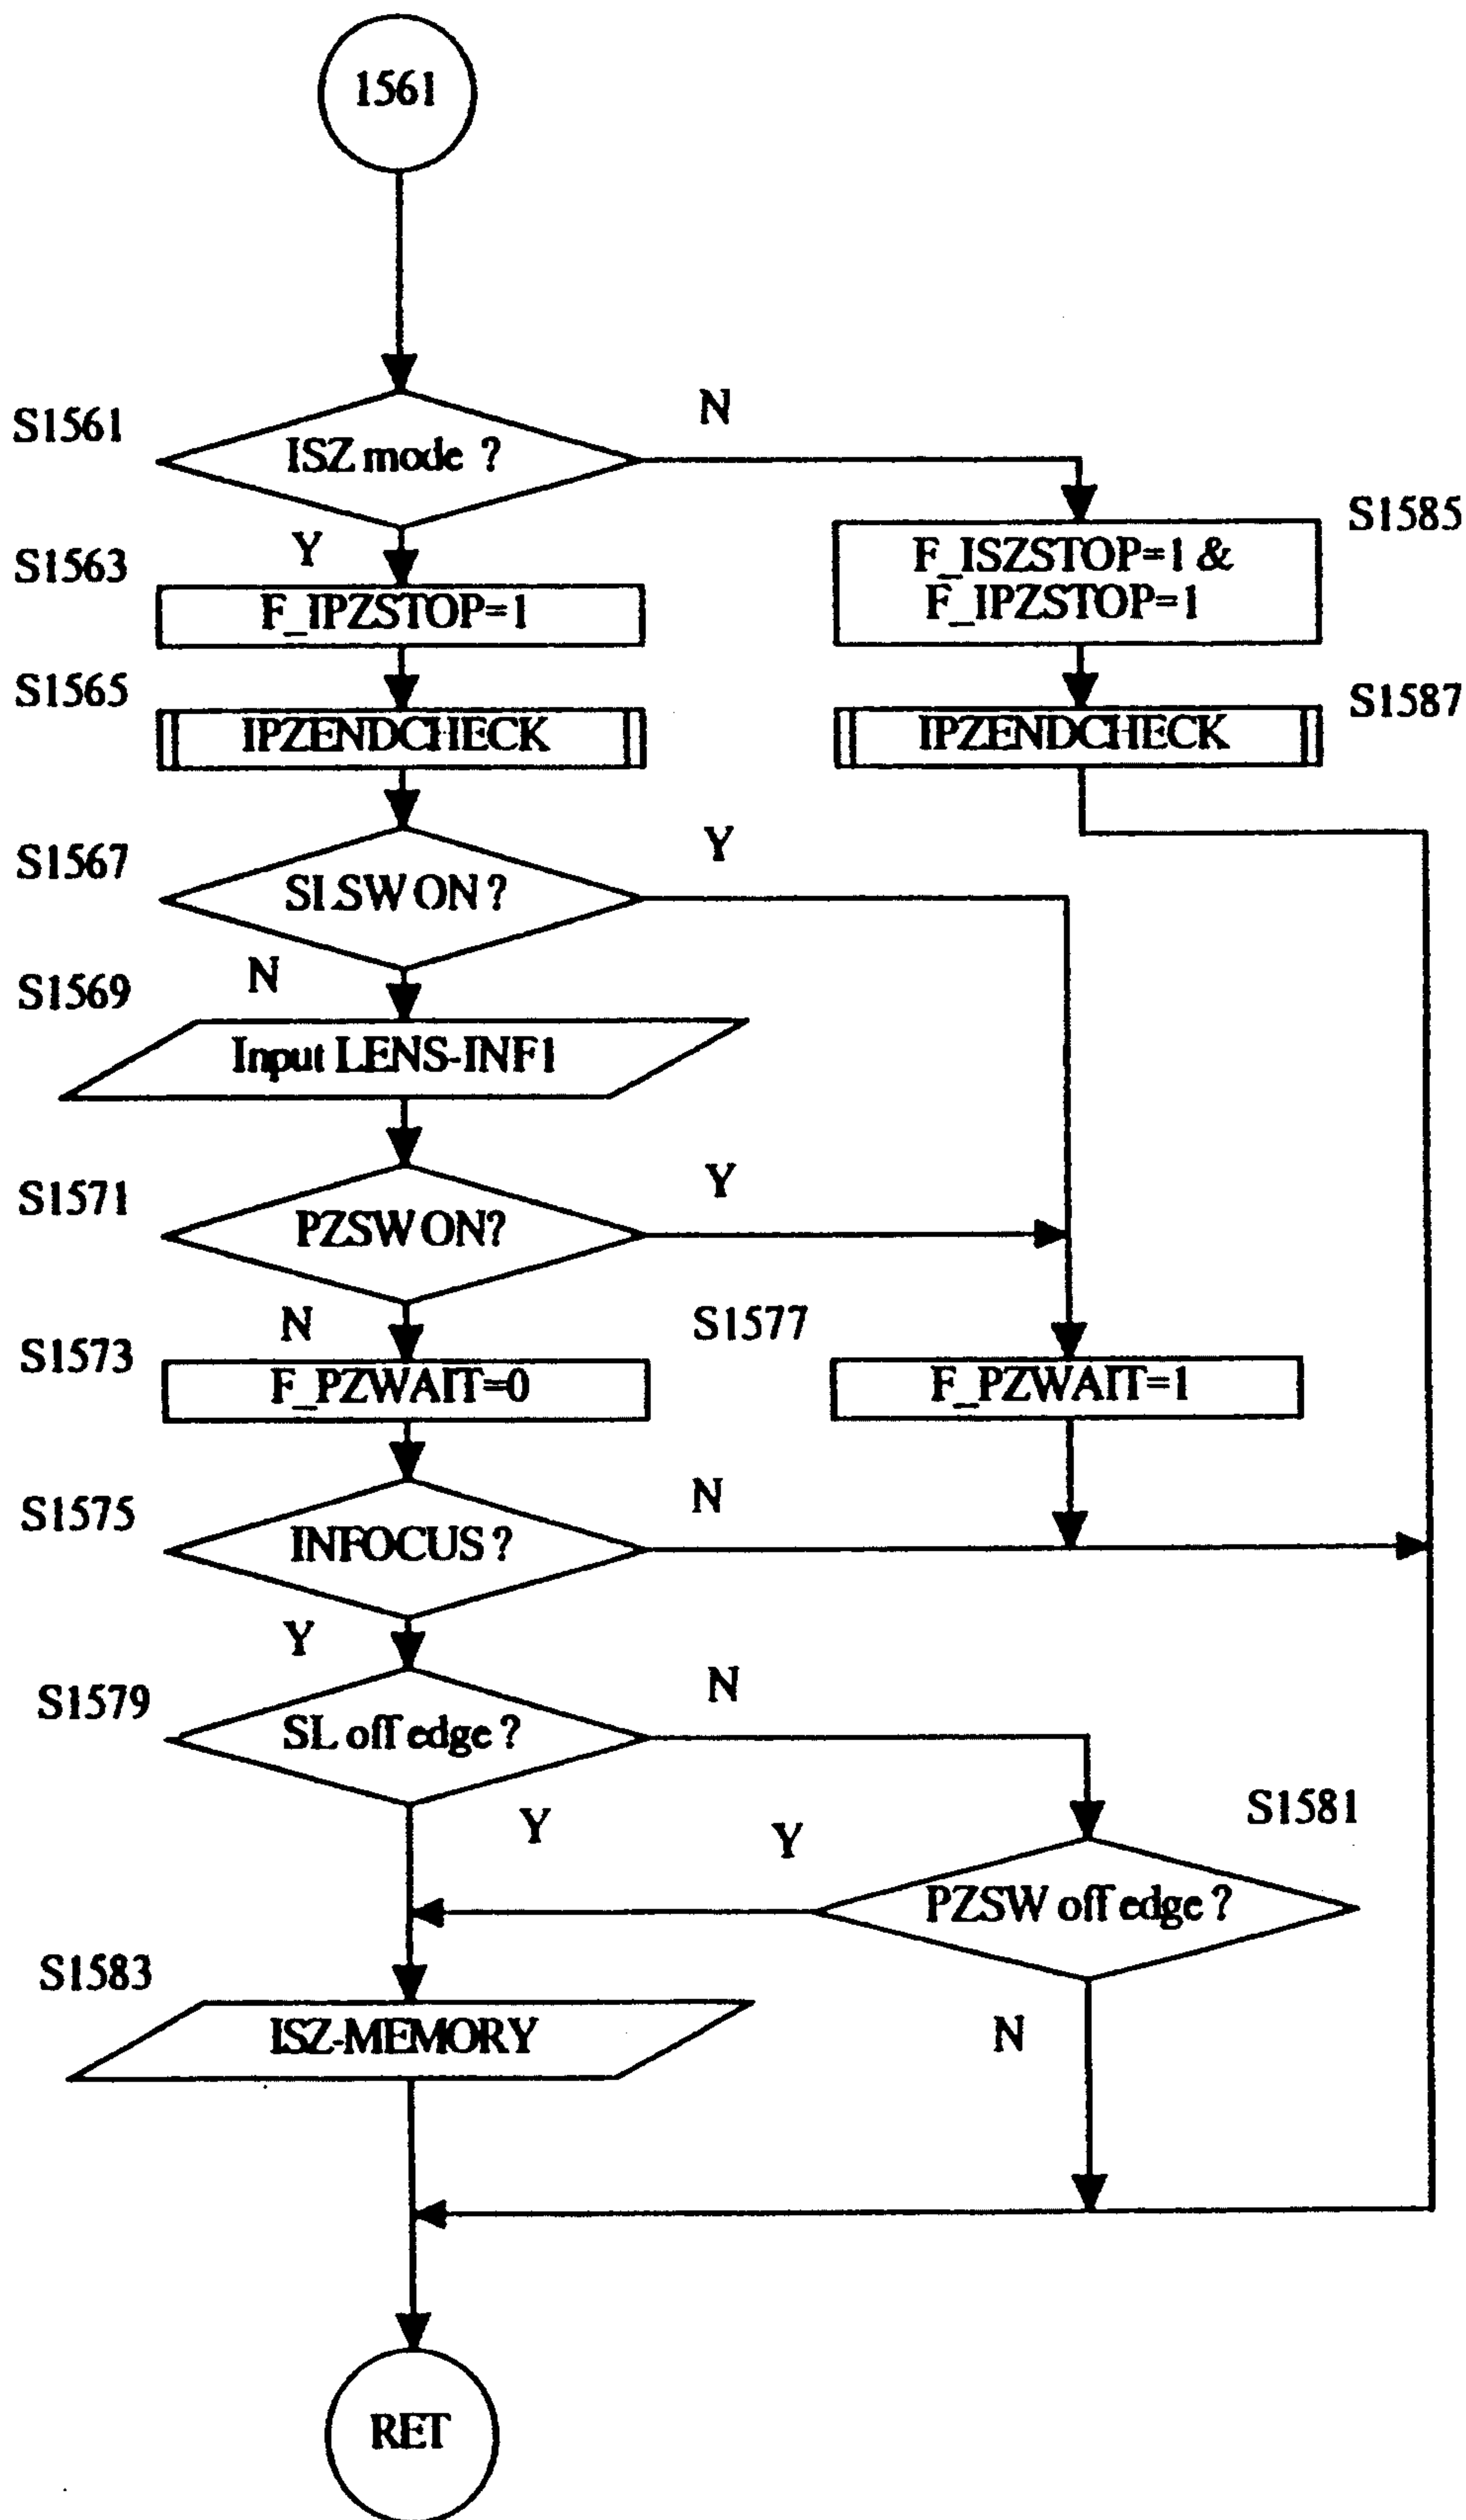 1561
S1561
ISZ mode ?
N
S1585
F_ISZSTOP=1 &
F_IPZSTOP=1
Y
S1563
F_IPZSTOP=1
S1565
IPZENDCHECK
IPZENDCHECK
S1587
S1567
SLSW ON ?
Y
N
S1569
Input LENS-INF1
S1571
PZSW ON?
Y
N
S1577
S1573
F_PZWAIT=0
F_PZWAIT=1
S1575
INFOCUS ?
N
Y
S1579
SL off edge ?
N
S1581
Y
Y
PZSW off edge ?
S1583
ISZ-MEMORY
N
RET